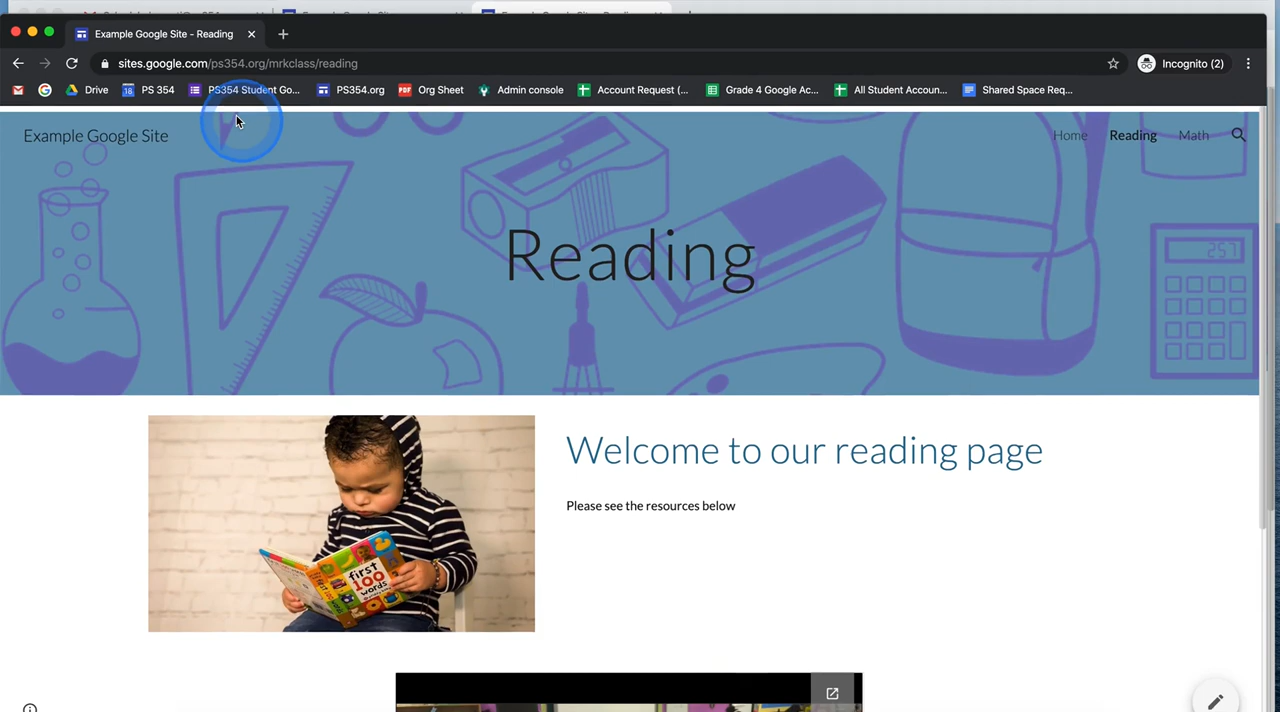 Example Google Site - Reading
sites.google.com/ps354.org/mrkclass/reading
Incognito (2)
Drive
PS 354
PS354 Student Go...
PS354.org
PDF
Org Sheet
Admin console
Account Request (...
Grade 4 Google Ac...
All Student Accoun...
Shared Space Req...
Example Google Site
Home
Reading
Math
257
Reading
Welcome to our reading page
Please see the resources below
first
100
words